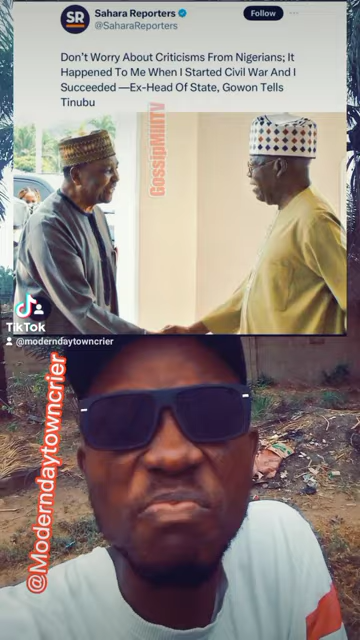 SR
Sahara Reporters
@SaharaReporters
Follow
Don't Worry About Criticisms From Nigerians; It
Happened To Me When I Started Civil War And I
Succeeded —Ex-Head Of State, Gowon Tells
Tinubu
GossipMillTV
TikTok
@moderndaytowncrier
@Moderndaytowncrier